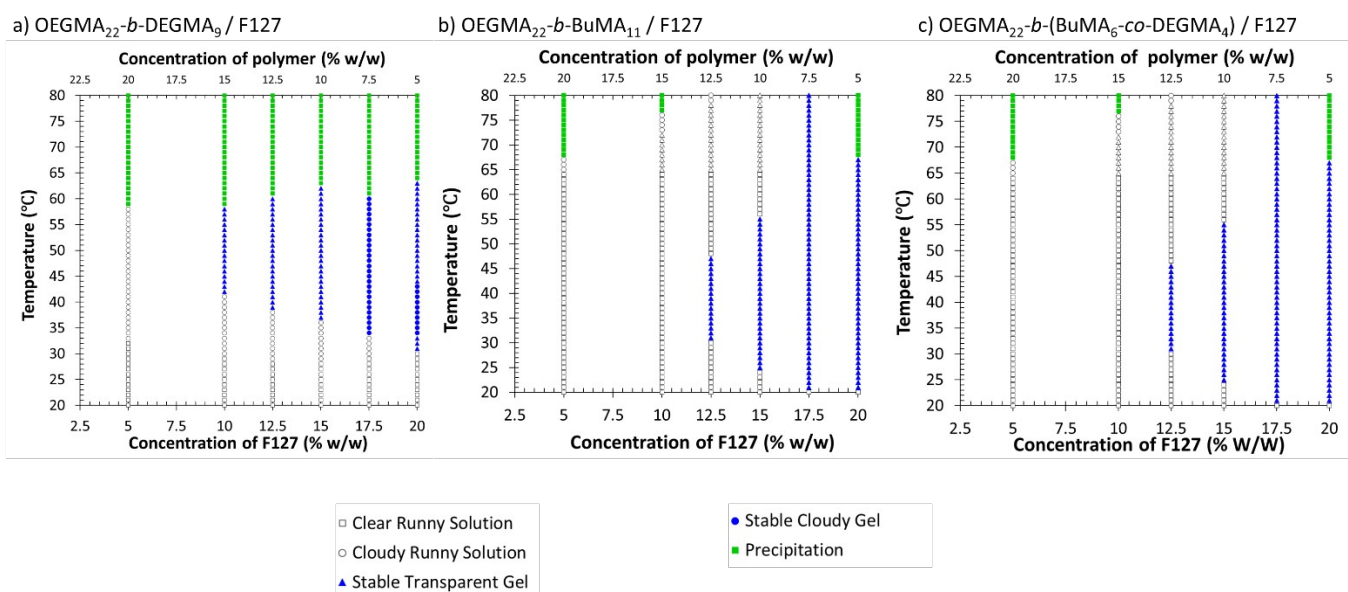 a) OEGMA22-b-DEGMA9 / F127
Concentration of polymer (% w/w)
22.5 20 17.5 15 12.5 10 7.5 5
80
75
70
65
60
55
50
45
40
35
30
25
20
Temperature (°C)
2.5 5 7.5 10 12.5 15 17.5 20
Concentration of F127 (% w/w)
b) OEGMA22-b-BuMA11 / F127
Concentration of polymer (% w/w)
22.5 20 17.5 15 12.5 10 7.5 5
80
75
70
65
60
55
50
45
40
35
30
25
20
Temperature (°C)
2.5 5 7.5 10 12.5 15 17.5 20
Concentration of F127 (% w/w)
c) OEGMA22-b-(BuMA6-co-DEGMA4) / F127
Concentration of polymer (% w/w)
22.5 20 17.5 15 12.5 10 7.5 5
80
75
70
65
60
55
50
45
40
35
30
25
20
Temperature (°C)
2.5 5 7.5 10 12.5 15 17.5 20
Concentration of F127 (% W/W)
Clear Runny Solution
Cloudy Runny Solution
Stable Transparent Gel
Stable Cloudy Gel
Precipitation